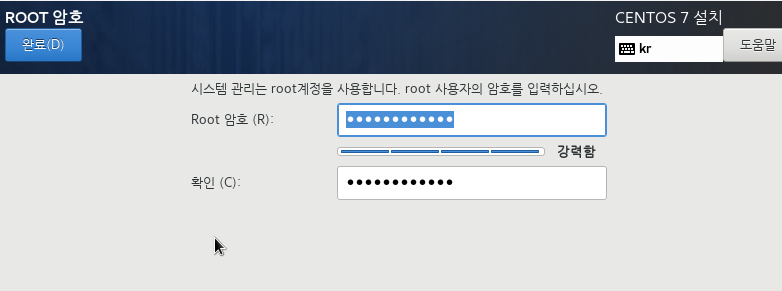 ROOT 암호
CENTOS 7 설치
완료(D)
kr
도움말
시스템 관리는 root계정을 사용합니다. root 사용자의 암호를 입력하십시오.
Root 암호 (R):
●●●●●●●●●●●●
강력함
확인 (C):
●●●●●●●●●●●●